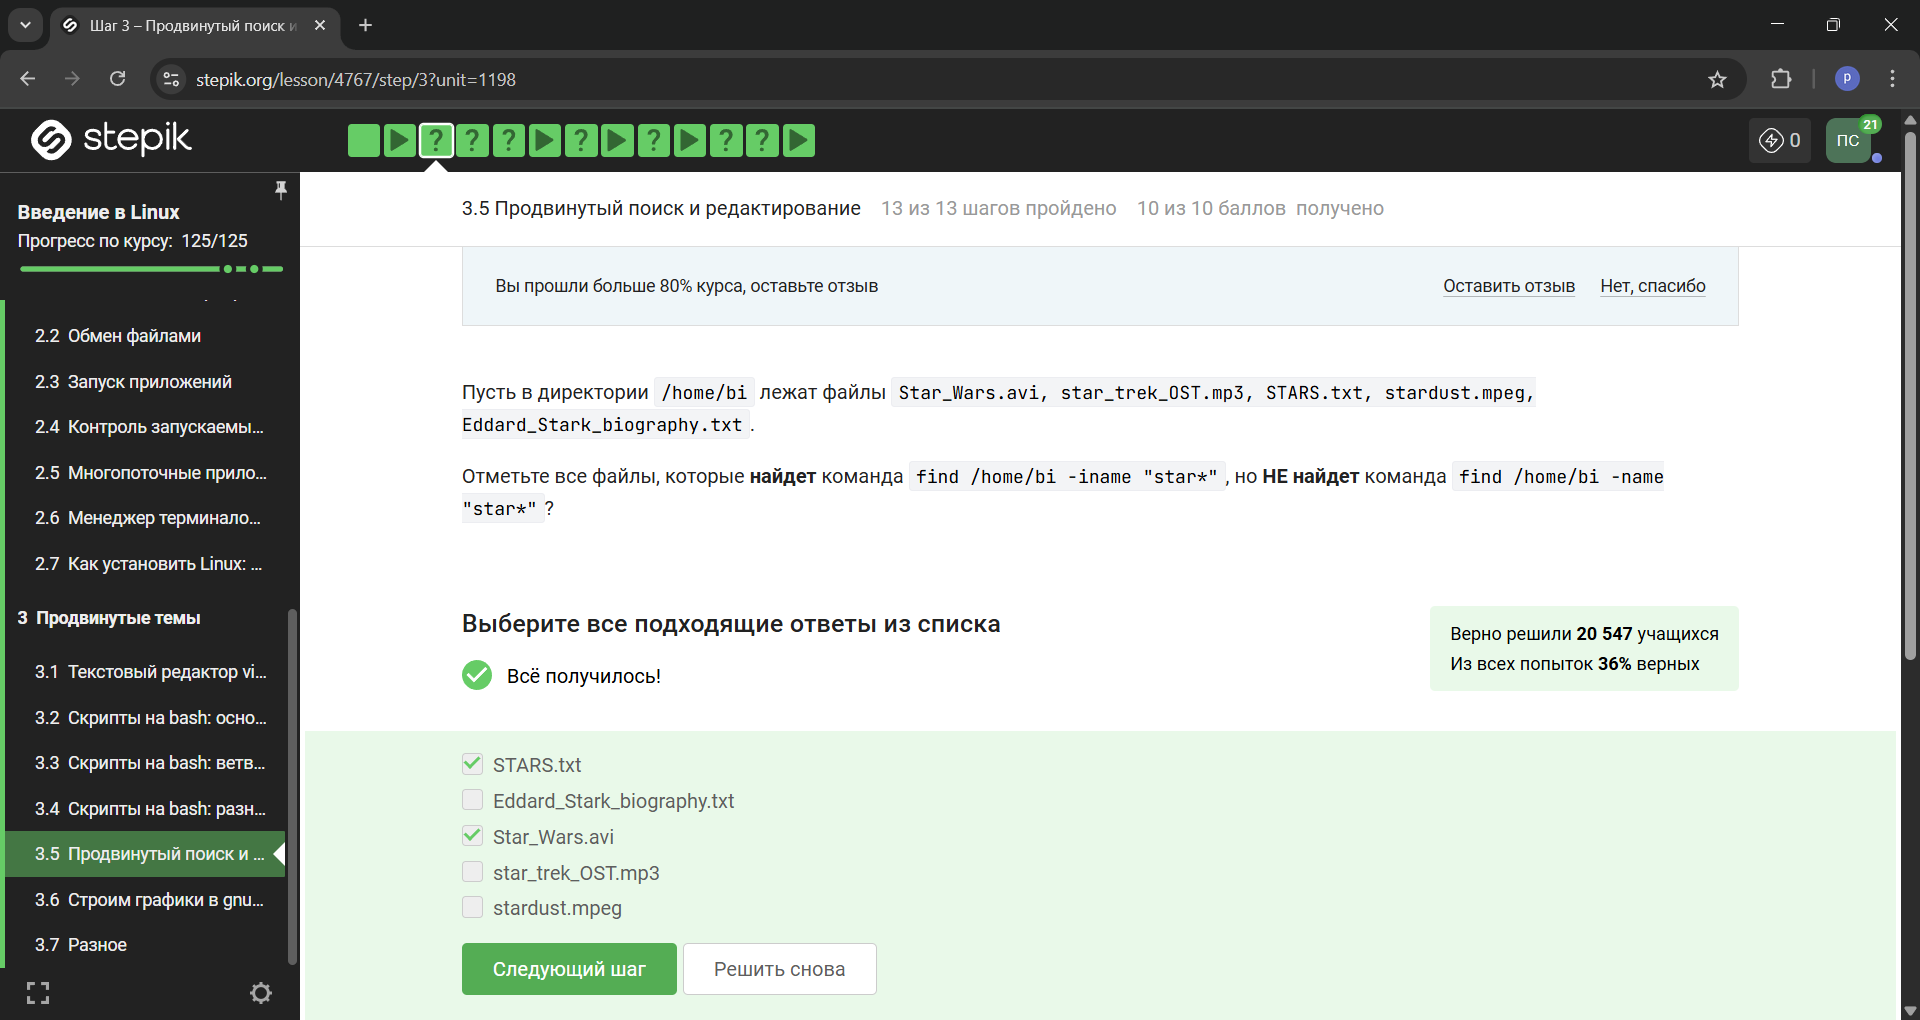 Шаг 3 – Продвинутый поиск и
stepik.org/lesson/4767/step/3?unit=1198
P
stepik
? ? ? ? ? ? ?
0
ПС
21
Введение в Linux
Прогресс по курсу: 125/125
2.2 Обмен файлами
2.3 Запуск приложений
2.4 Контроль запускаемы...
2.5 Многопоточные прило...
2.6 Менеджер терминало...
2.7 Как установить Linux: ...
3 Продвинутые темы
3.1 Текстовый редактор vi...
3.2 Скрипты на bash: осно...
3.3 Скрипты на bash: ветв...
3.4 Скрипты на bash: разн...
3.5 Продвинутый поиск и ...
3.6 Строим графики в gnu...
3.7 Разное
3.5 Продвинутый поиск и редактирование 13 из 13 шагов пройдено 10 из 10 баллов получено
Вы прошли больше 80% курса, оставьте отзыв
Оставить отзыв Нет, спасибо
Пусть в директории /home/bi лежат файлы Star_Wars.avi, star_trek_OST.mp3, STARS.txt, stardust.mpeg,
Eddard_Stark_biography.txt.
Отметьте все файлы, которые найдет команда find /home/bi -iname "star*", но НЕ найдет команда find /home/bi -name
"star*"?
Выберите все подходящие ответы из списка
Всё получилось!
Верно решили 20 547 учащихся
Из всех попыток 36% верных
STARS.txt
Eddard_Stark_biography.txt
Star_Wars.avi
star_trek_OST.mp3
stardust.mpeg
Следующий шаг
Решить снова